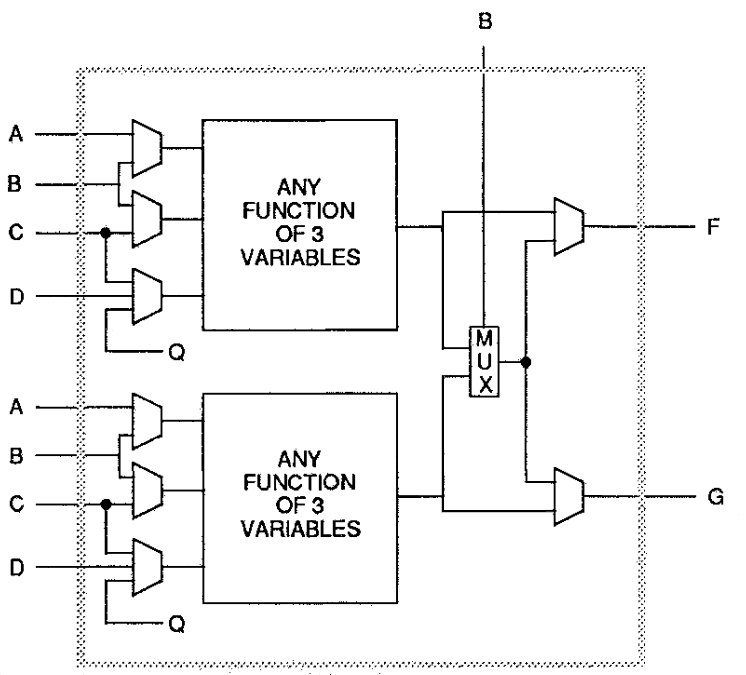 B
A
B
C
D
Q
ANY
FUNCTION
OF 3
VARIABLES
F
MUX
A
B
C
D
Q
ANY
FUNCTION
OF 3
VARIABLES
G